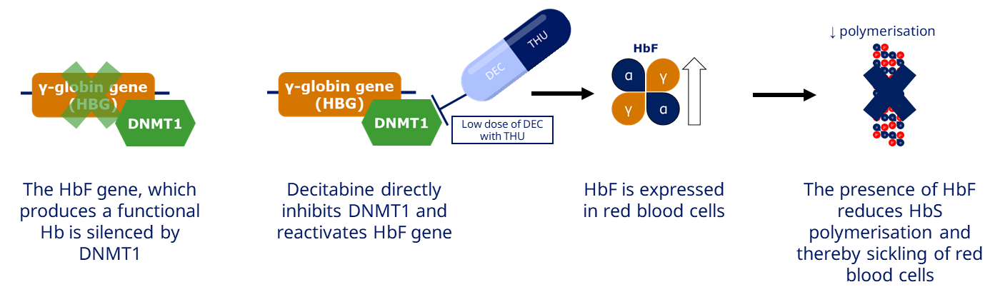 γ-globin gene
(HBG)
DNMT1
The HbF gene, which
produces a functional
Hb is silenced by
DNMT1
γ-globin gene
(HBG)
DNMT1
DEC
THU
Low dose of DEC
with THU
Decitabine directly
inhibits DNMT1 and
reactivates HbF gene
HbF
α γ
γ α
HbF is expressed
in red blood cells
↓ polymerisation
The presence of HbF
reduces HbS
polymerisation and
thereby sickling of red
blood cells